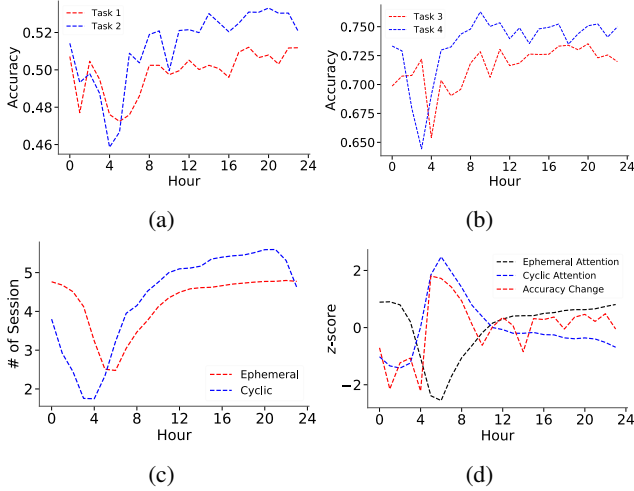 Task 1
Task 2
0.52
0.50
0.48
0.46
Accuracy
0 4 8 12 16 20 24
Hour
(a)
Task 3
Task 4
0.750
0.725
0.700
0.675
0.650
Accuracy
0 4 8 12 16 20 24
Hour
(b)
5
4
3
2
# of Session
Ephemeral
Cyclic
0 4 8 12 16 20 24
Hour
(c)
Ephemeral Attention
Cyclic Attention
Accuracy Change
2
0
−2
z-score
0 4 8 12 16 20 24
Hour
(d)